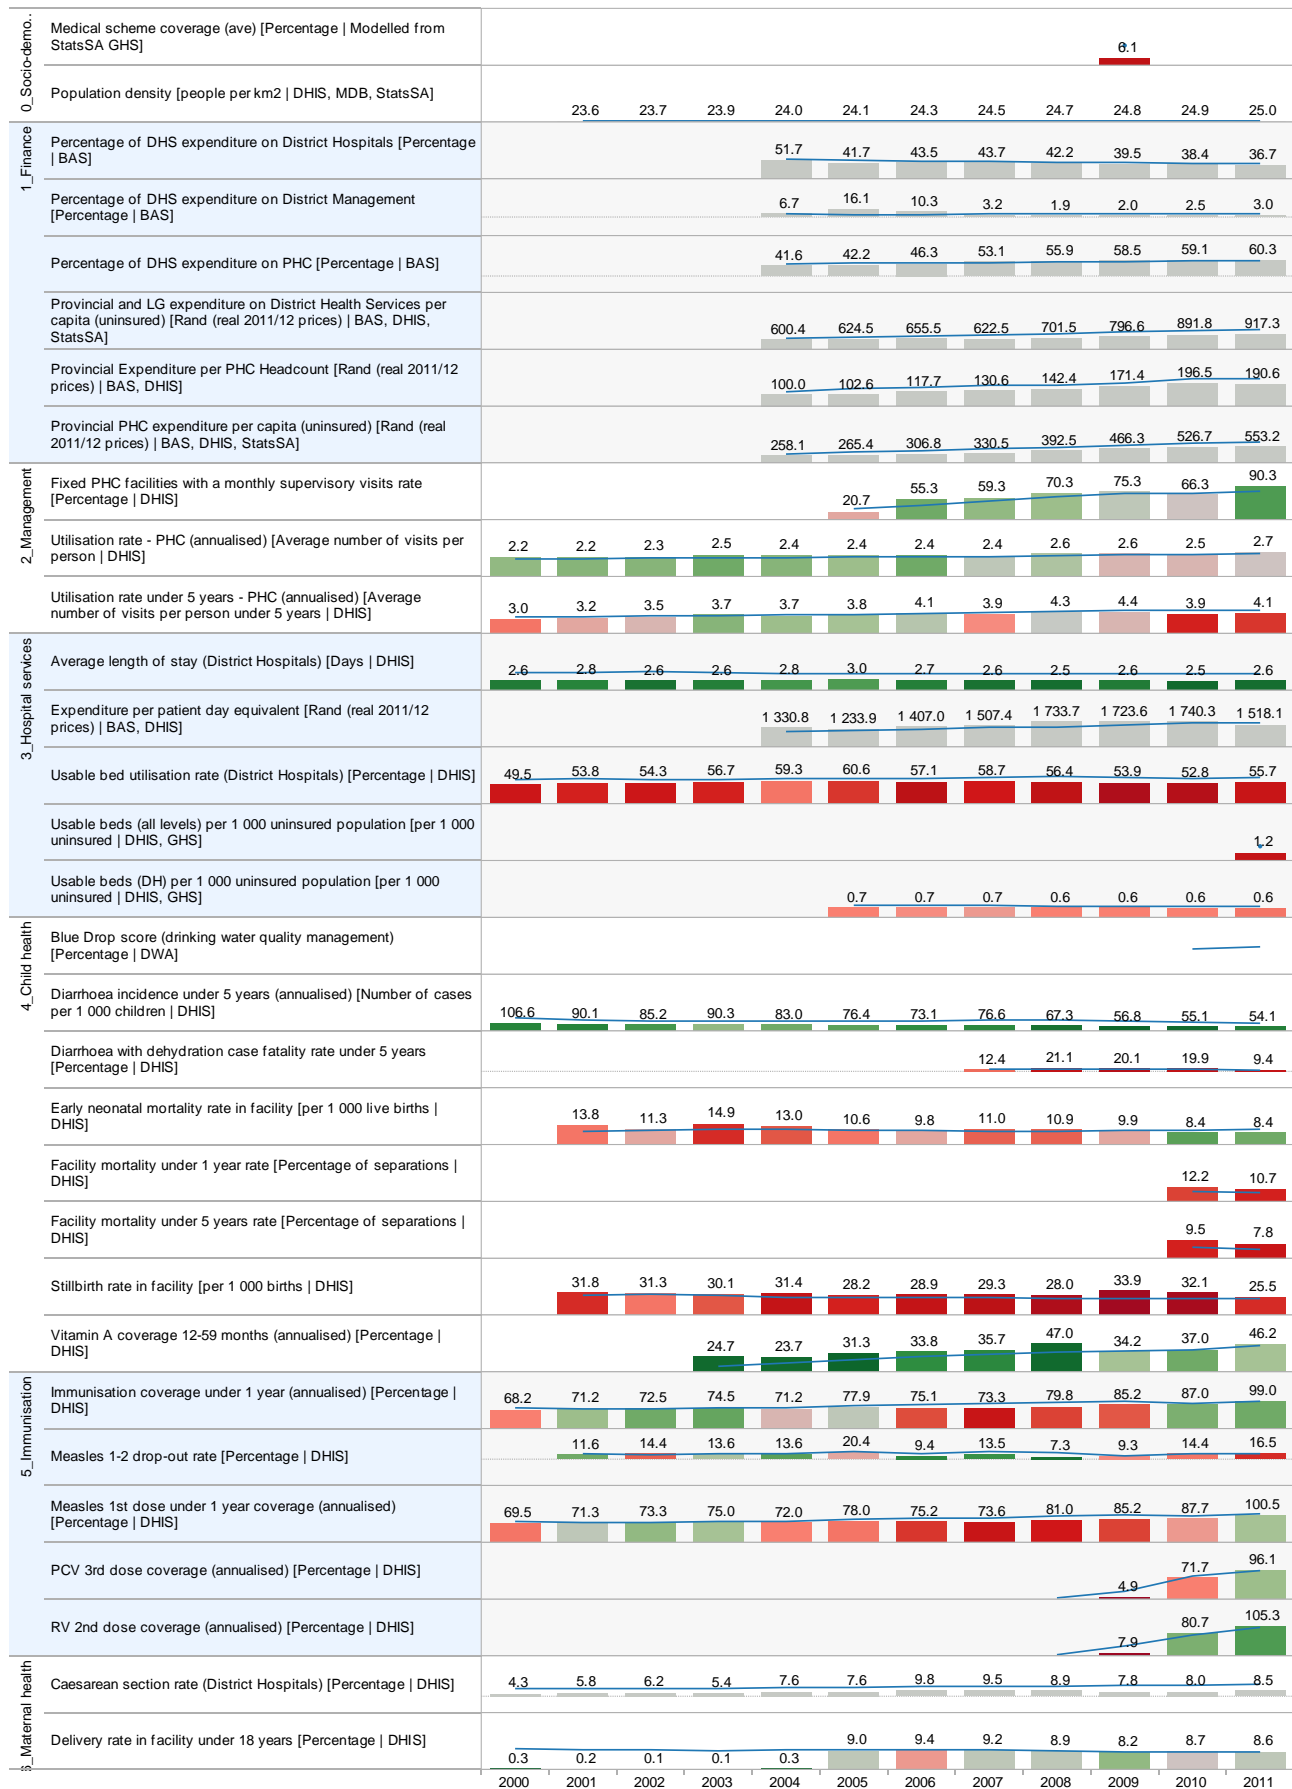 0_Socio-demo..
Medical scheme coverage (ave) [Percentage | Modelled from
StatsSA GHS]
6.1
Population density [people per km2 | DHIS, MDB, StatsSA]
23.6 23.7 23.9 24.0 24.1 24.3 24.5 24.7 24.8 24.9 25.0
1_Finance
Percentage of DHS expenditure on District Hospitals [Percentage
| BAS]
51.7 41.7 43.5 43.7 42.2 39.5 38.4 36.7
Percentage of DHS expenditure on District Management
[Percentage | BAS]
6.7 16.1 10.3 3.2 1.9 2.0 2.5 3.0
Percentage of DHS expenditure on PHC [Percentage | BAS]
41.6 42.2 46.3 53.1 55.9 58.5 59.1 60.3
Provincial and LG expenditure on District Health Services per
capita (uninsured) [Rand (real 2011/12 prices) | BAS, DHIS,
StatsSA]
600.4 624.5 655.5 622.5 701.5 796.6 891.8 917.3
Provincial Expenditure per PHC Headcount [Rand (real 2011/12
prices) | BAS, DHIS]
100.0 102.6 117.7 130.6 142.4 171.4 196.5 190.6
Provincial PHC expenditure per capita (uninsured) [Rand (real
2011/12 prices) | BAS, DHIS, StatsSA]
258.1 265.4 306.8 330.5 392.5 466.3 526.7 553.2
2_Management
Fixed PHC facilities with a monthly supervisory visits rate
[Percentage | DHIS]
20.7 55.3 59.3 70.3 75.3 66.3 90.3
Utilisation rate - PHC (annualised) [Average number of visits per
person | DHIS]
2.2 2.2 2.3 2.5 2.4 2.4 2.4 2.4 2.6 2.6 2.5 2.7
Utilisation rate under 5 years - PHC (annualised) [Average
number of visits per person under 5 years | DHIS]
3.0 3.2 3.5 3.7 3.7 3.8 4.1 3.9 4.3 4.4 3.9 4.1
3_Hospital services
Average length of stay (District Hospitals) [Days | DHIS]
2.6 2.8 2.6 2.6 2.8 3.0 2.7 2.6 2.5 2.6 2.5 2.6
Expenditure per patient day equivalent [Rand (real 2011/12
prices) | BAS, DHIS]
1 330.8 1 233.9 1 407.0 1 507.4 1 733.7 1 723.6 1 740.3 1 518.1
Usable bed utilisation rate (District Hospitals) [Percentage | DHIS]
49.5 53.8 54.3 56.7 59.3 60.6 57.1 58.7 56.4 53.9 52.8 55.7
Usable beds (all levels) per 1 000 uninsured population [per 1 000
uninsured | DHIS, GHS]
1.2
Usable beds (DH) per 1 000 uninsured population [per 1 000
uninsured | DHIS, GHS]
0.7 0.7 0.7 0.6 0.6 0.6 0.6
4_Child health
Blue Drop score (drinking water quality management)
[Percentage | DWA]
Diarrhoea incidence under 5 years (annualised) [Number of cases
per 1 000 children | DHIS]
106.6 90.1 85.2 90.3 83.0 76.4 73.1 76.6 67.3 56.8 55.1 54.1
Diarrhoea with dehydration case fatality rate under 5 years
[Percentage | DHIS]
12.4 21.1 20.1 19.9 9.4
Early neonatal mortality rate in facility [per 1 000 live births |
DHIS]
13.8 11.3 14.9 13.0 10.6 9.8 11.0 10.9 9.9 8.4 8.4
Facility mortality under 1 year rate [Percentage of separations |
DHIS]
12.2 10.7
Facility mortality under 5 years rate [Percentage of separations |
DHIS]
9.5 7.8
Stillbirth rate in facility [per 1 000 births | DHIS]
31.8 31.3 30.1 31.4 28.2 28.9 29.3 28.0 33.9 32.1 25.5
Vitamin A coverage 12-59 months (annualised) [Percentage |
DHIS]
24.7 23.7 31.3 33.8 35.7 47.0 34.2 37.0 46.2
5_Immunisation
Immunisation coverage under 1 year (annualised) [Percentage |
DHIS]
68.2 71.2 72.5 74.5 71.2 77.9 75.1 73.3 79.8 85.2 87.0 99.0
Measles 1-2 drop-out rate [Percentage | DHIS]
11.6 14.4 13.6 13.6 20.4 9.4 13.5 7.3 9.3 14.4 16.5
Measles 1st dose under 1 year coverage (annualised)
[Percentage | DHIS]
69.5 71.3 73.3 75.0 72.0 78.0 75.2 73.6 81.0 85.2 87.7 100.5
PCV 3rd dose coverage (annualised) [Percentage | DHIS]
4.9 71.7 96.1
RV 2nd dose coverage (annualised) [Percentage | DHIS]
7.9 80.7 105.3
6_Maternal health
Caesarean section rate (District Hospitals) [Percentage | DHIS]
4.3 5.8 6.2 5.4 7.6 7.6 9.8 9.5 8.9 7.8 8.0 8.5
Delivery rate in facility under 18 years [Percentage | DHIS]
0.3 0.2 0.1 0.1 0.3 9.0 9.4 9.2 8.9 8.2 8.7 8.6
2000 2001 2002 2003 2004 2005 2006 2007 2008 2009 2010 2011